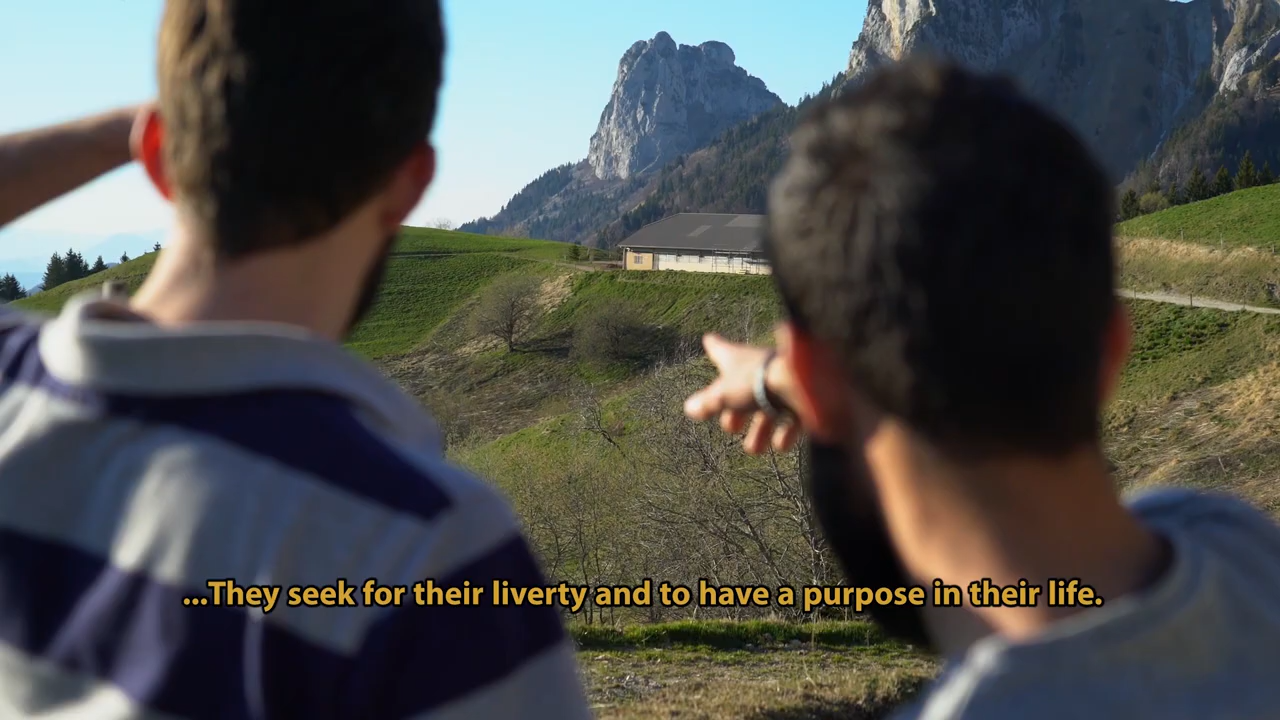 ...They seek for their liverty and to have a purpose in their life.